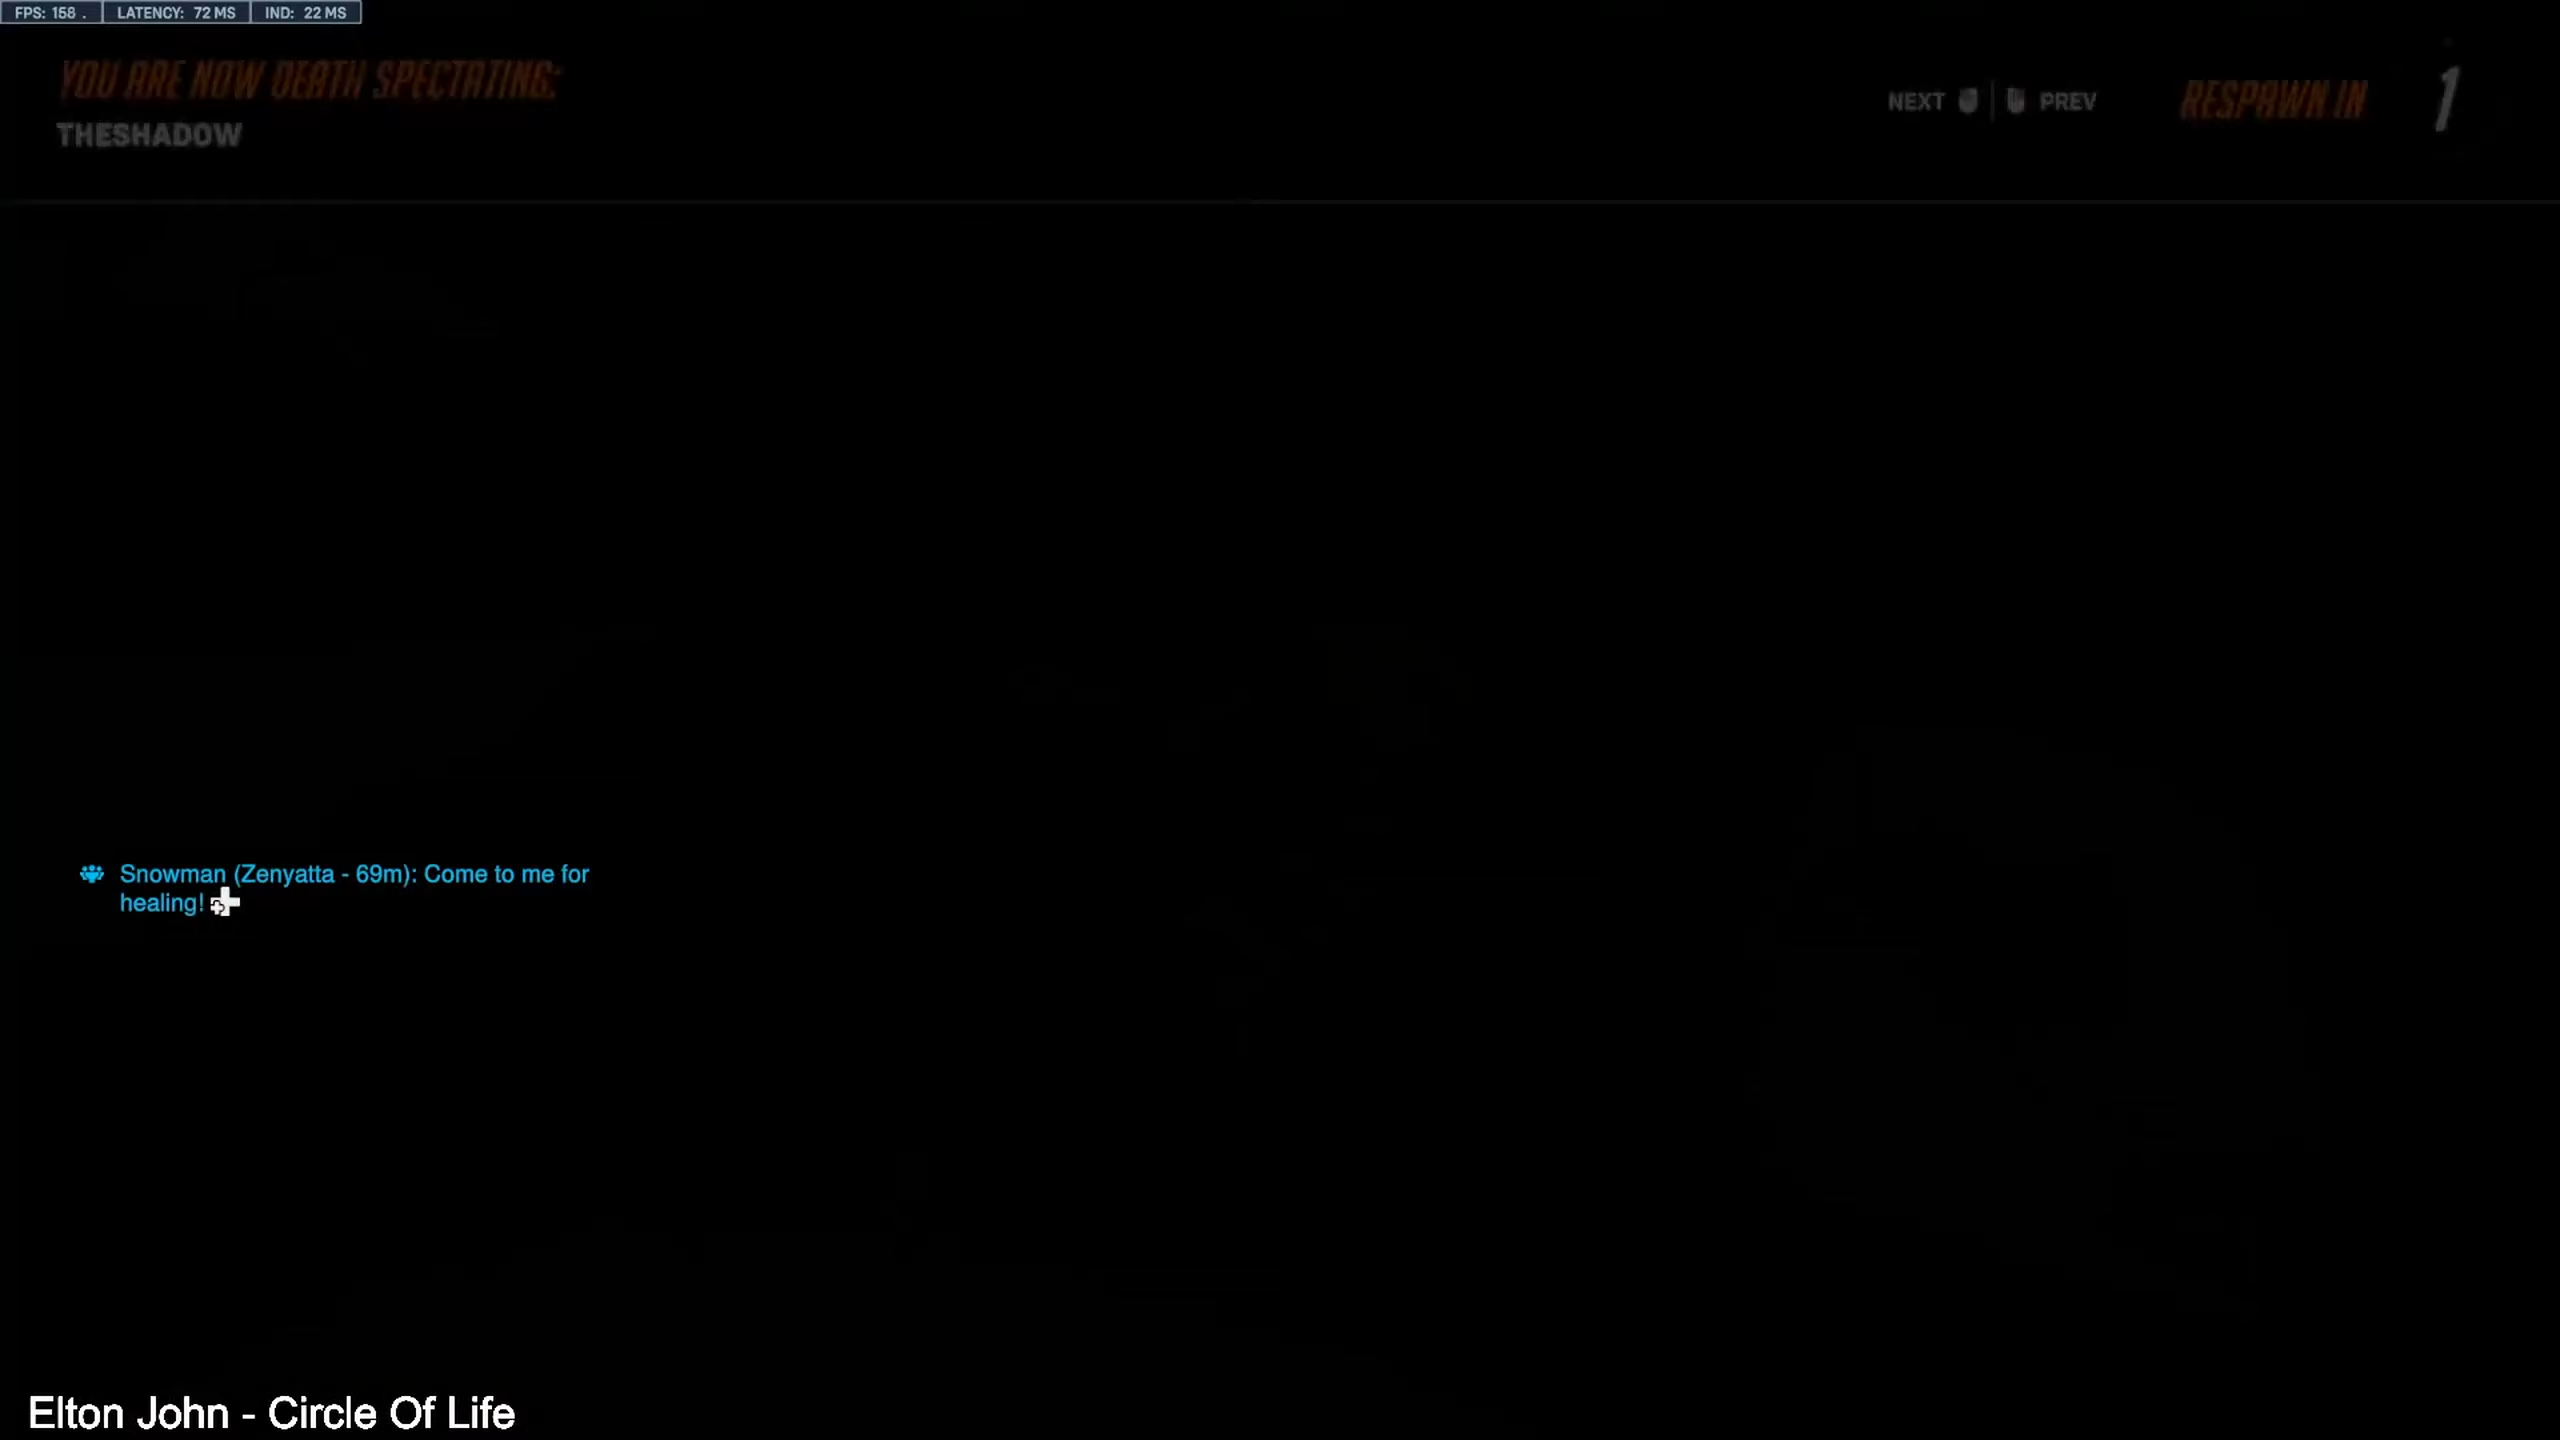 FPS: 158 . LATENCY: 72 MS IND: 22 MS
YOU ARE NOW DEATH SPECTATING:
THESHADOW
NEXT PREV
RESPAWN IN 1
Snowman (Zenyatta - 69m): Come to me for
healing!
Elton John - Circle Of Life